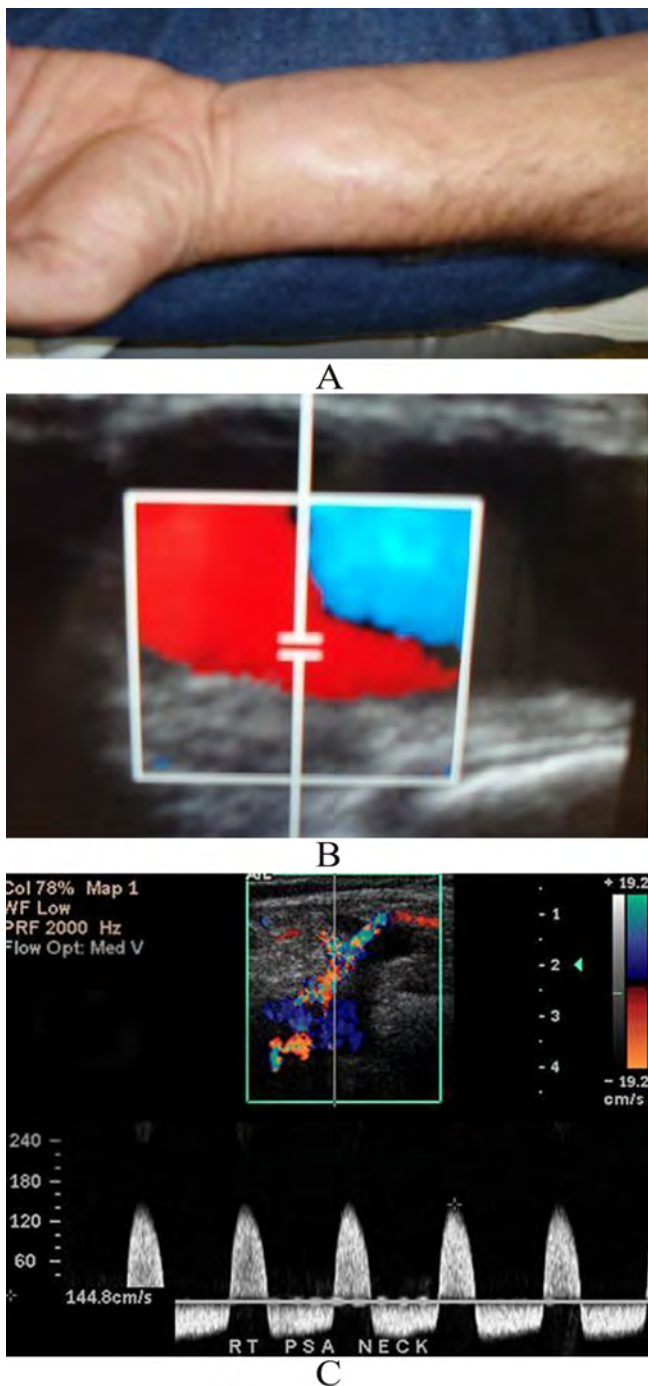 A
B
Col 78% Map 1
WF Low
PRF 2000 Hz
Flow Opt: Med V
+ 19.2
1
2
3
4
- 19.2
cm/s
240
180
120
60
144.8cm/s
RT PSA NECK
C